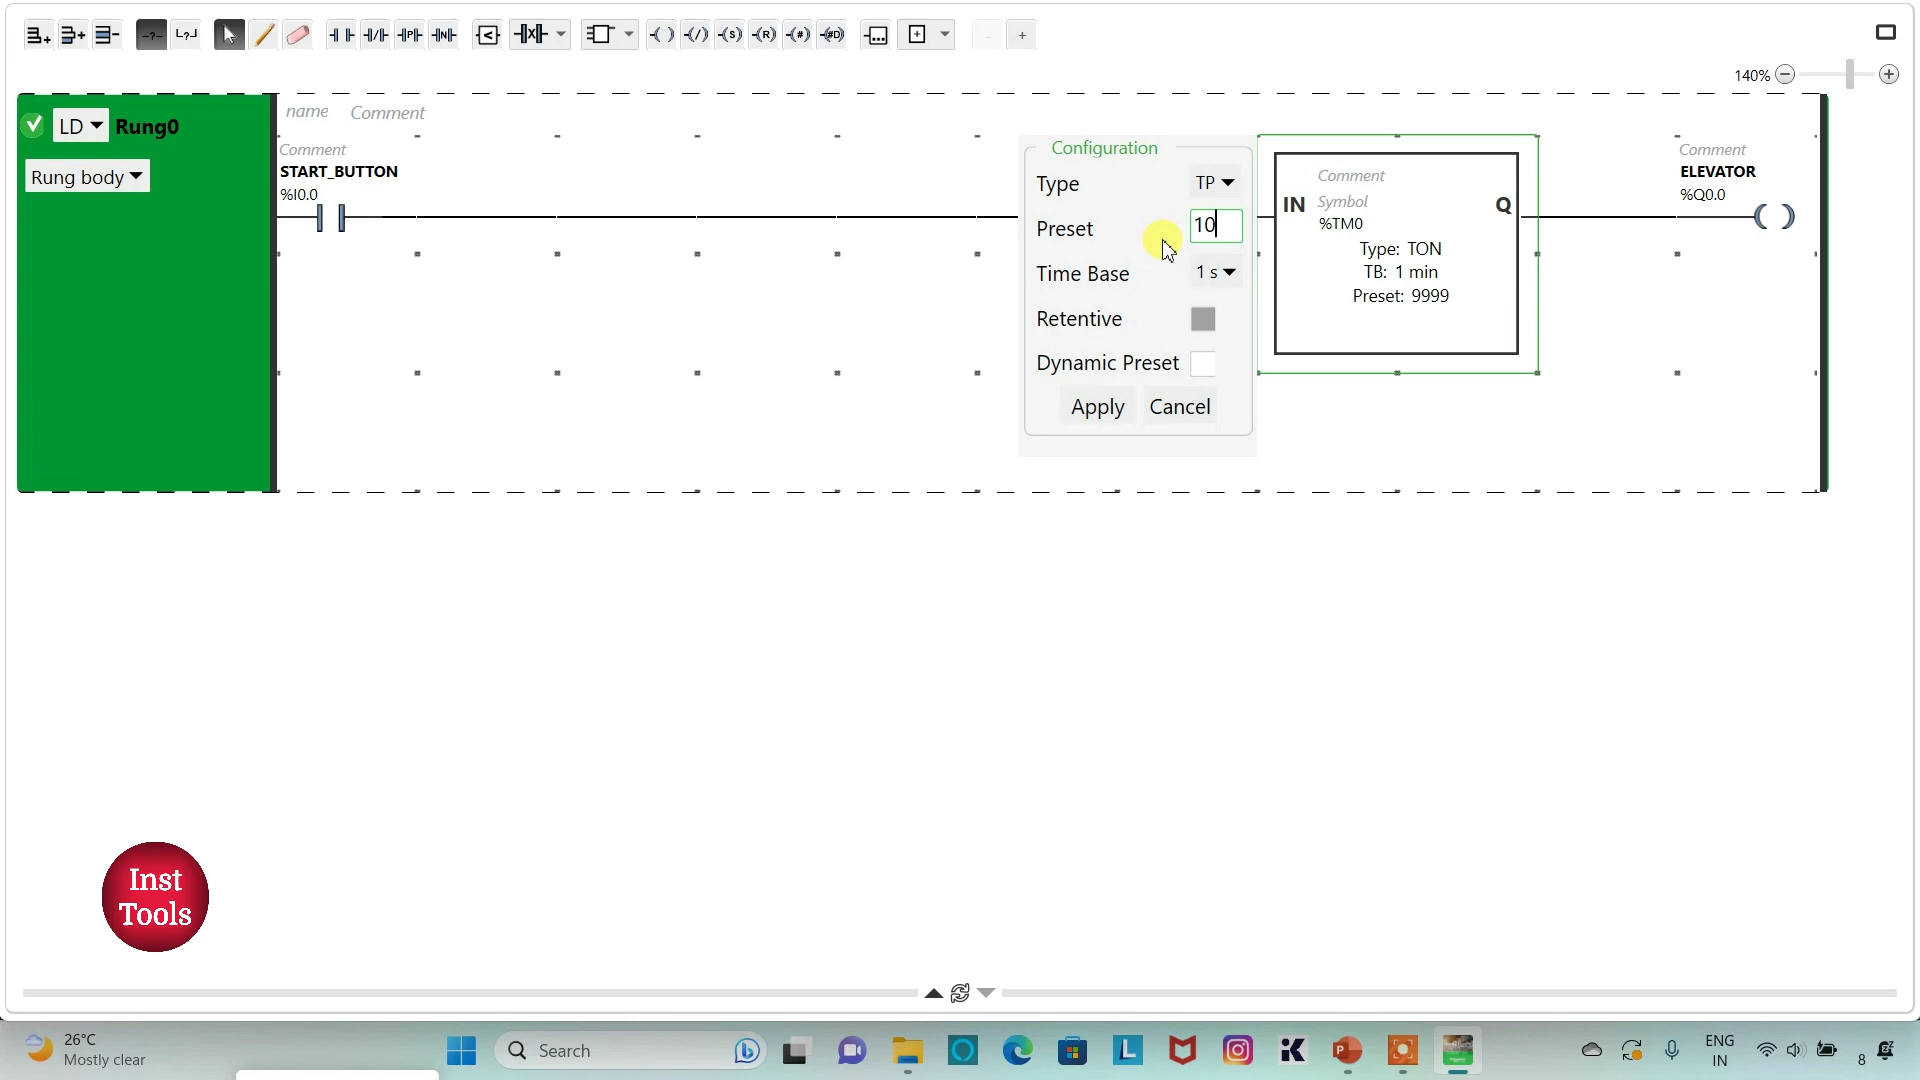 140%
LD Rung0
Rung body
name Comment
Comment
START_BUTTON
%I0.0
Configuration
Type TP
Preset 10
Time Base 1 s
Retentive
Dynamic Preset
Apply Cancel
Comment
IN Symbol Q
%TM0
Type: TON
TB: 1 min
Preset: 9999
Comment
ELEVATOR
%Q0.0
Inst
Tools
26°C
Mostly clear
Search
ENG
IN
8